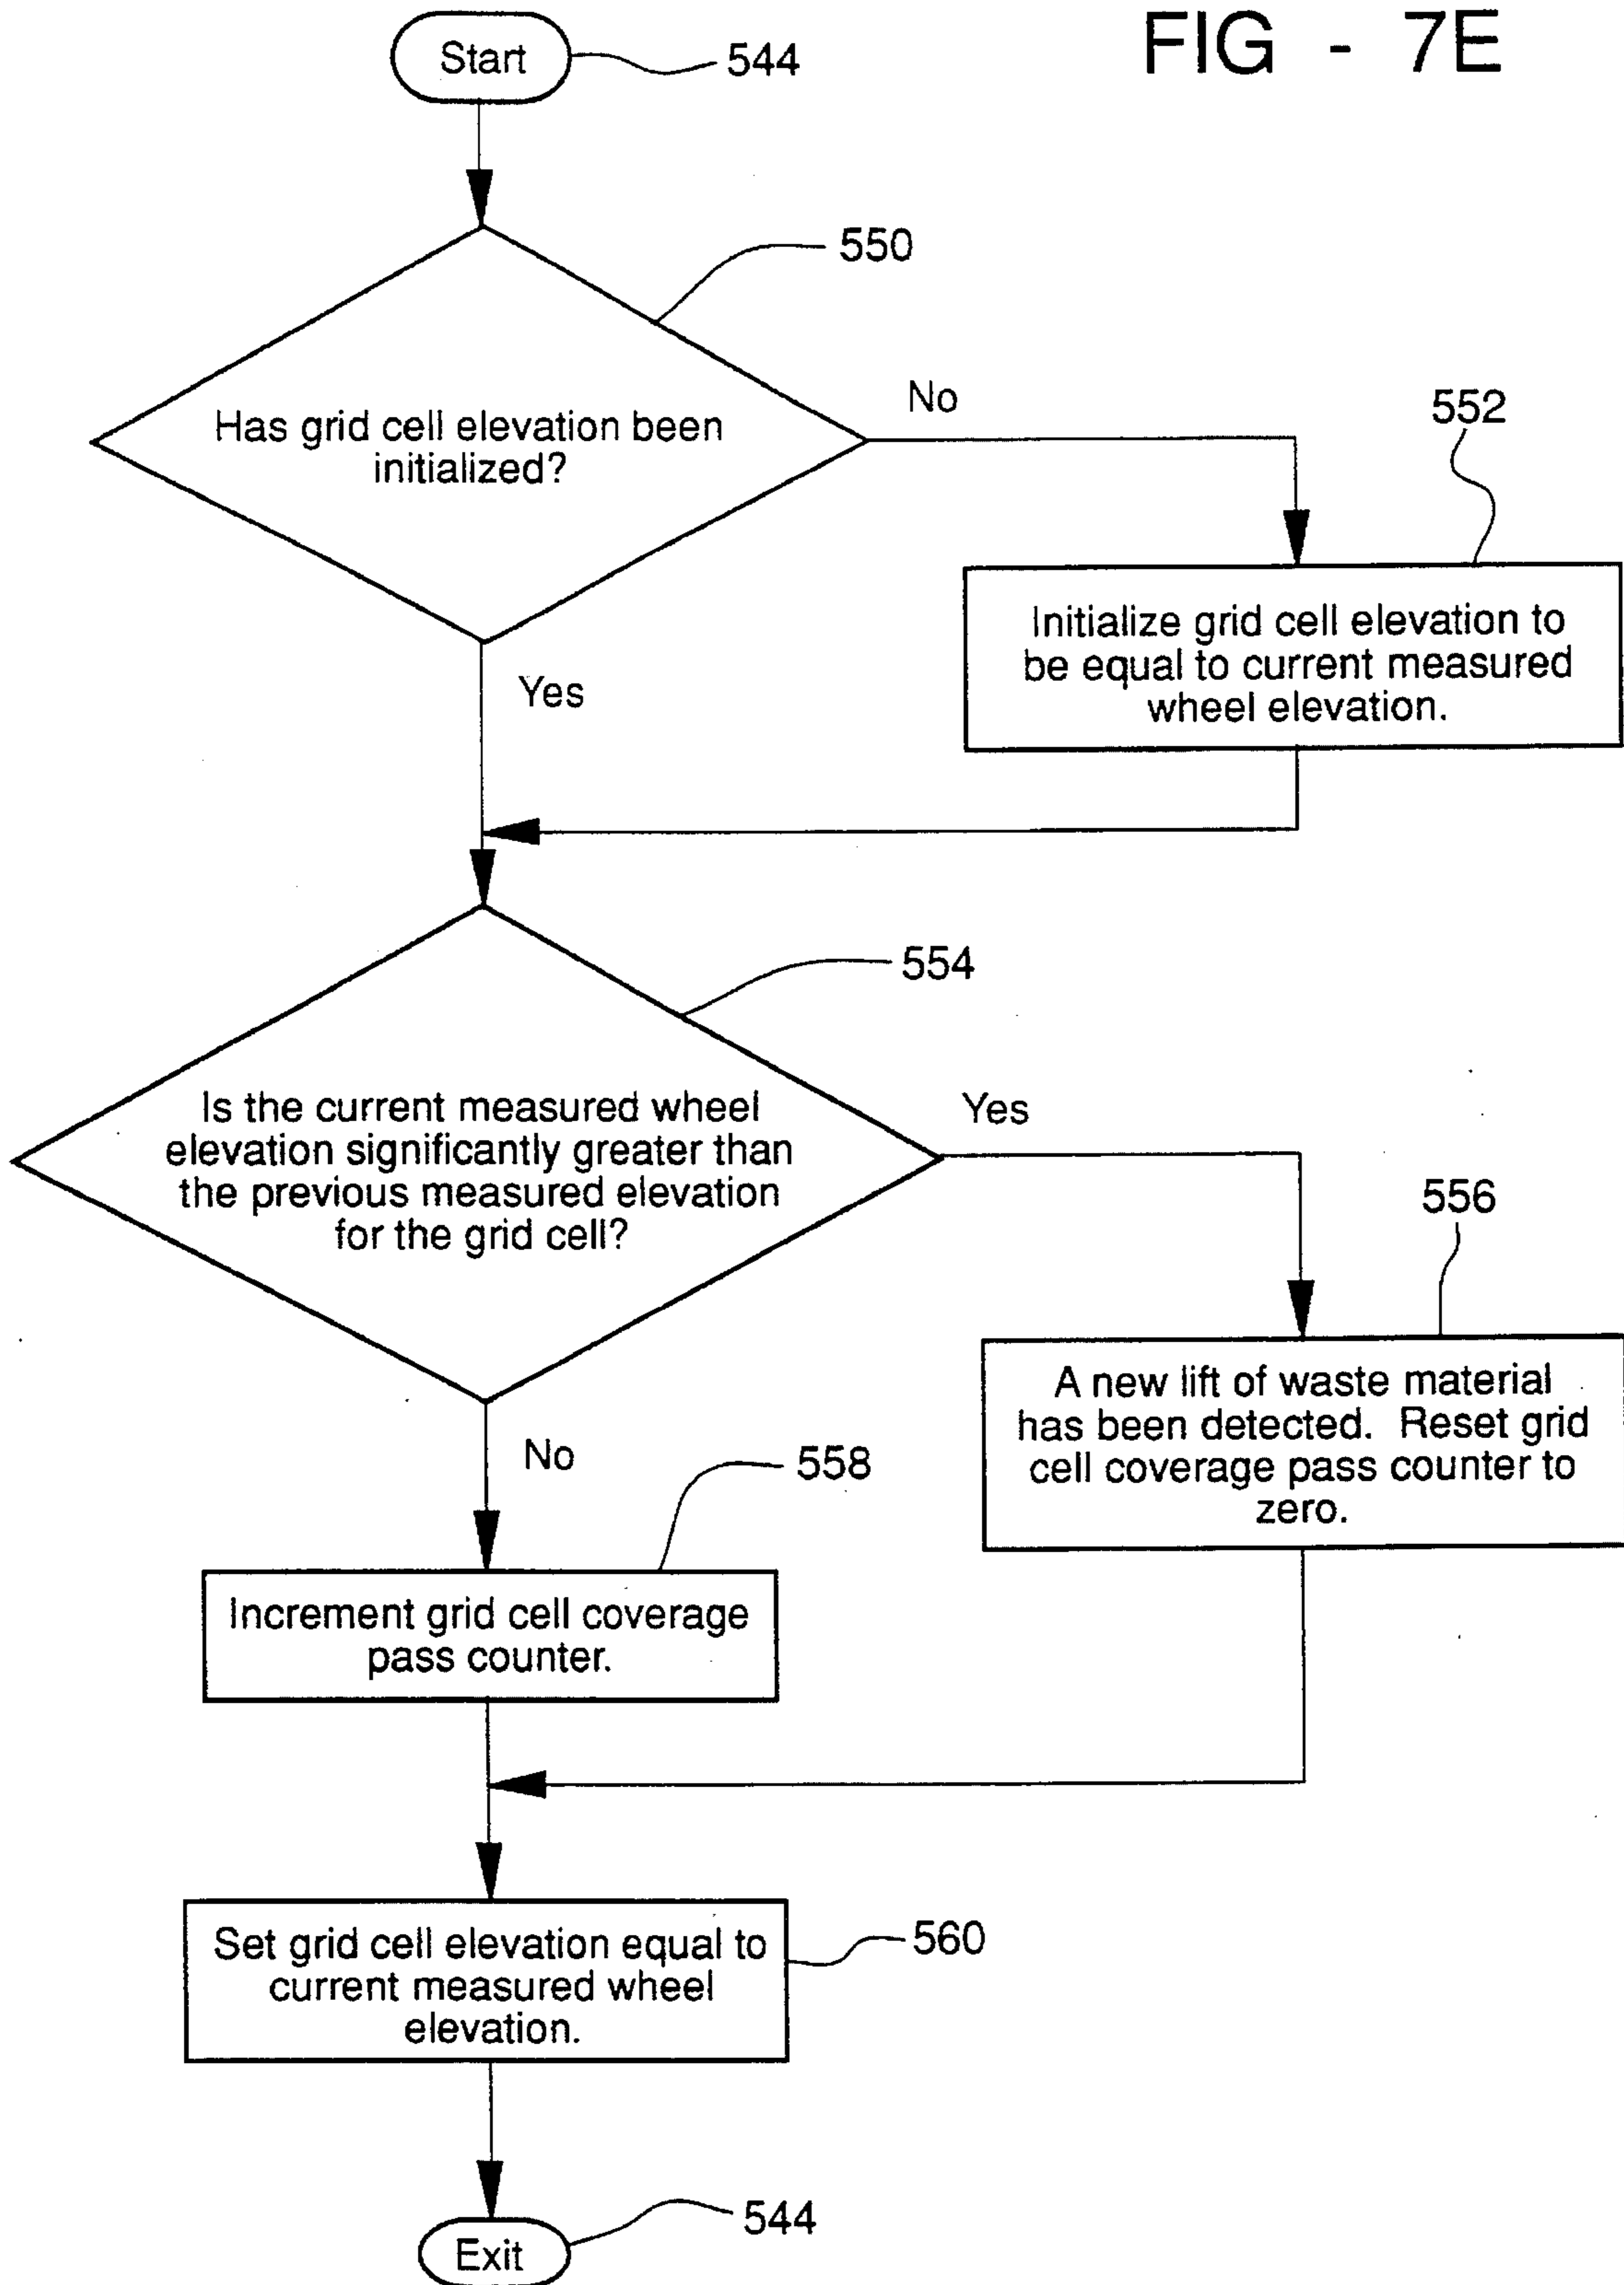 FIG - 7E
Start
544
550
Has grid cell elevation been
initialized?
No
552
Initialize grid cell elevation to
be equal to current measured
wheel elevation.
Yes
554
Is the current measured wheel
elevation significantly greater than
the previous measured elevation
for the grid cell?
Yes
556
A new lift of waste material
has been detected. Reset grid
cell coverage pass counter to
zero.
No
558
Increment grid cell coverage
pass counter.
Set grid cell elevation equal to
current measured wheel
elevation.
560
Exit
544